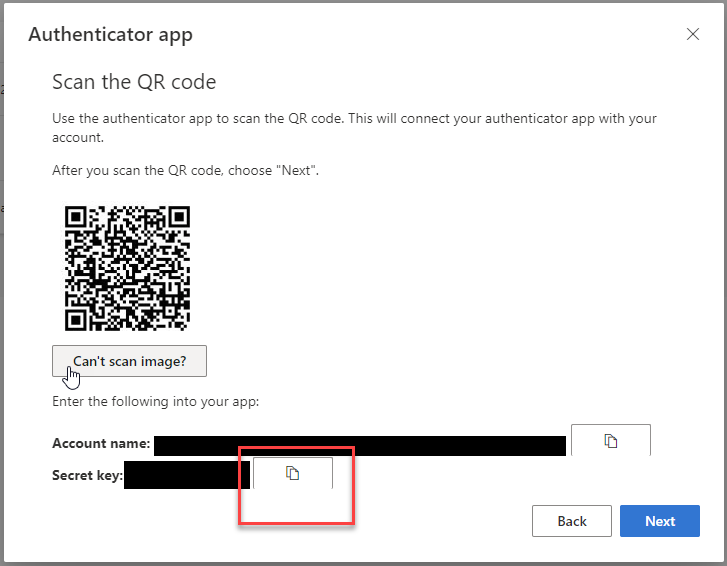 Authenticator app
Scan the QR code
Use the authenticator app to scan the QR code. This will connect your authenticator app with your
account.
After you scan the QR code, choose "Next".
Can't scan image?
Enter the following into your app:
Account name:
Secret key:
Back
Next